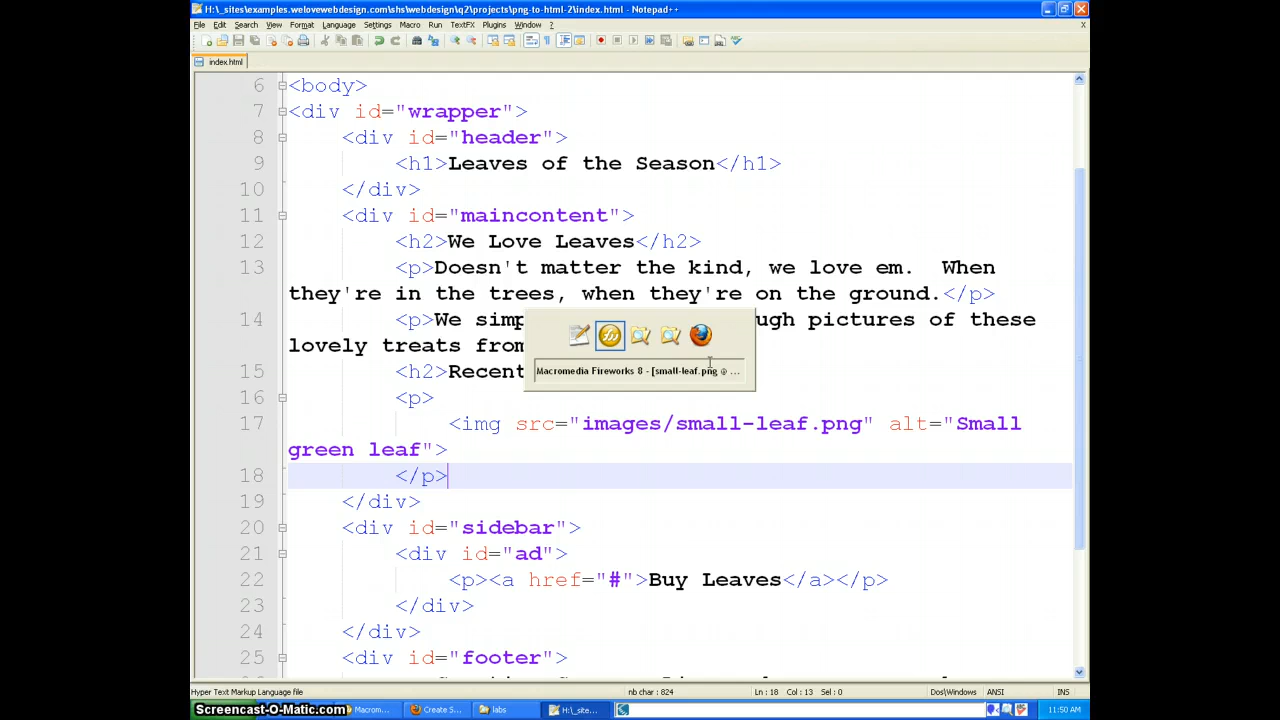 H:\_sites\examples.welovewebdesign.com\shs\webdesign\q2\projects\png-to-html-2\index.html - Notepad++
File Edit Search View Format Language Settings Macro Run TextFX Plugins Window ? X
index.html
6 <body>
7 <div id="wrapper">
8 <div id="header">
9 <h1>Leaves of the Season</h1>
10 </div>
11 <div id="maincontent">
12 <h2>We Love Leaves</h2>
13 <p>Doesn't matter the kind, we love em. When
they're in the trees, when they're on the ground.</p>
14 <p>We simp ugh pictures of these
lovely treats from
15 <h2>Recent
Macromedia Fireworks 8 - [small-leaf.png @ ...
16 <p>
17 <img src="images/small-leaf.png" alt="Small
green leaf">
18 </p>
19 </div>
20 <div id="sidebar">
21 <div id="ad">
22 <p><a href="#">Buy Leaves</a></p>
23 </div>
24 </div>
25 <div id="footer">
Hyper Text Markup Language file nb char : 824 Ln : 18 Col : 13 Sel : 0 Dos\Windows ANSI INS
Screencast-O-Matic.com Macrom... Create S... labs H:\_site... 11:50 AM